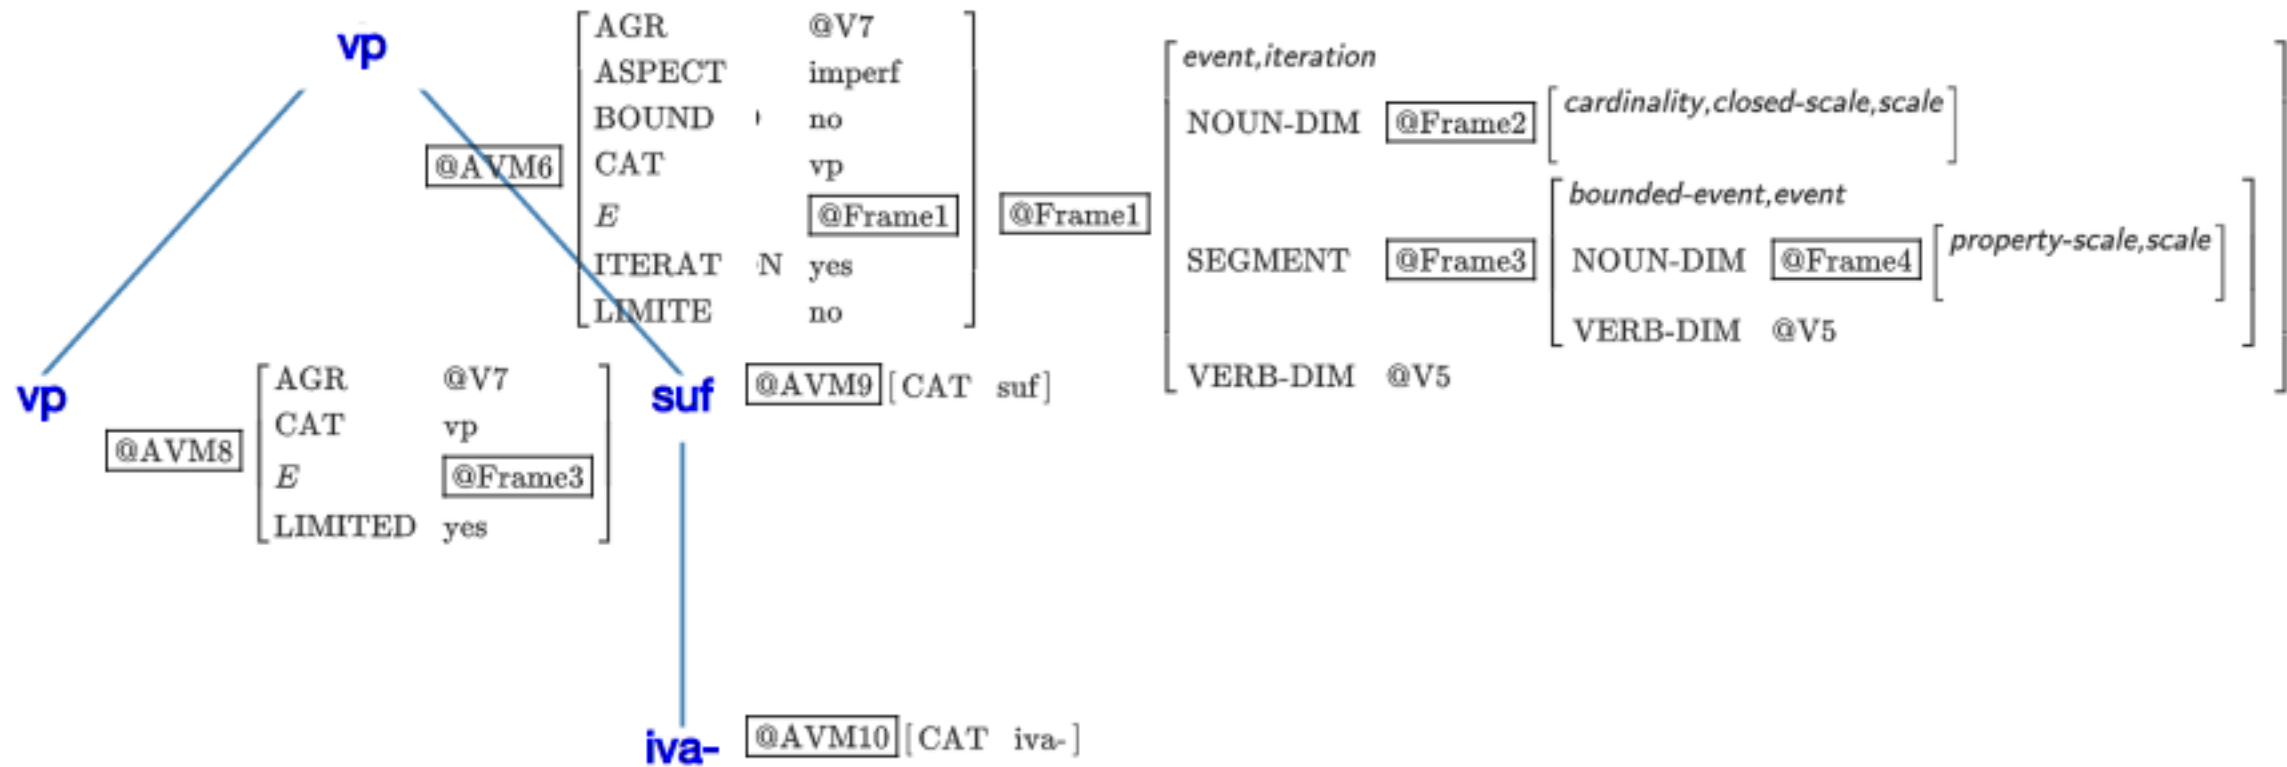 vp
@AVM6
AGR @V7
ASPECT imperf
BOUND no
CAT vp
E @Frame1
ITERAT N yes
LIMITE no
@Frame1
event,iteration
NOUN-DIM @Frame2 [cardinality,closed-scale,scale]
SEGMENT @Frame3
bounded-event,event
NOUN-DIM @Frame4 [property-scale,scale]
VERB-DIM @V5
VERB-DIM @V5
vp
@AVM8
AGR @V7
CAT vp
E @Frame3
LIMITED yes
suf @AVM9 [CAT suf]
iva- @AVM10 [CAT iva-]